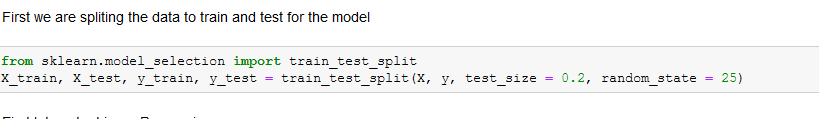 First we are spliting the data to train and test for the model
from sklearn.model_selection import train_test_split
X_train, X_test, y_train, y_test = train_test_split(X, y, test_size = 0.2, random_state = 25)